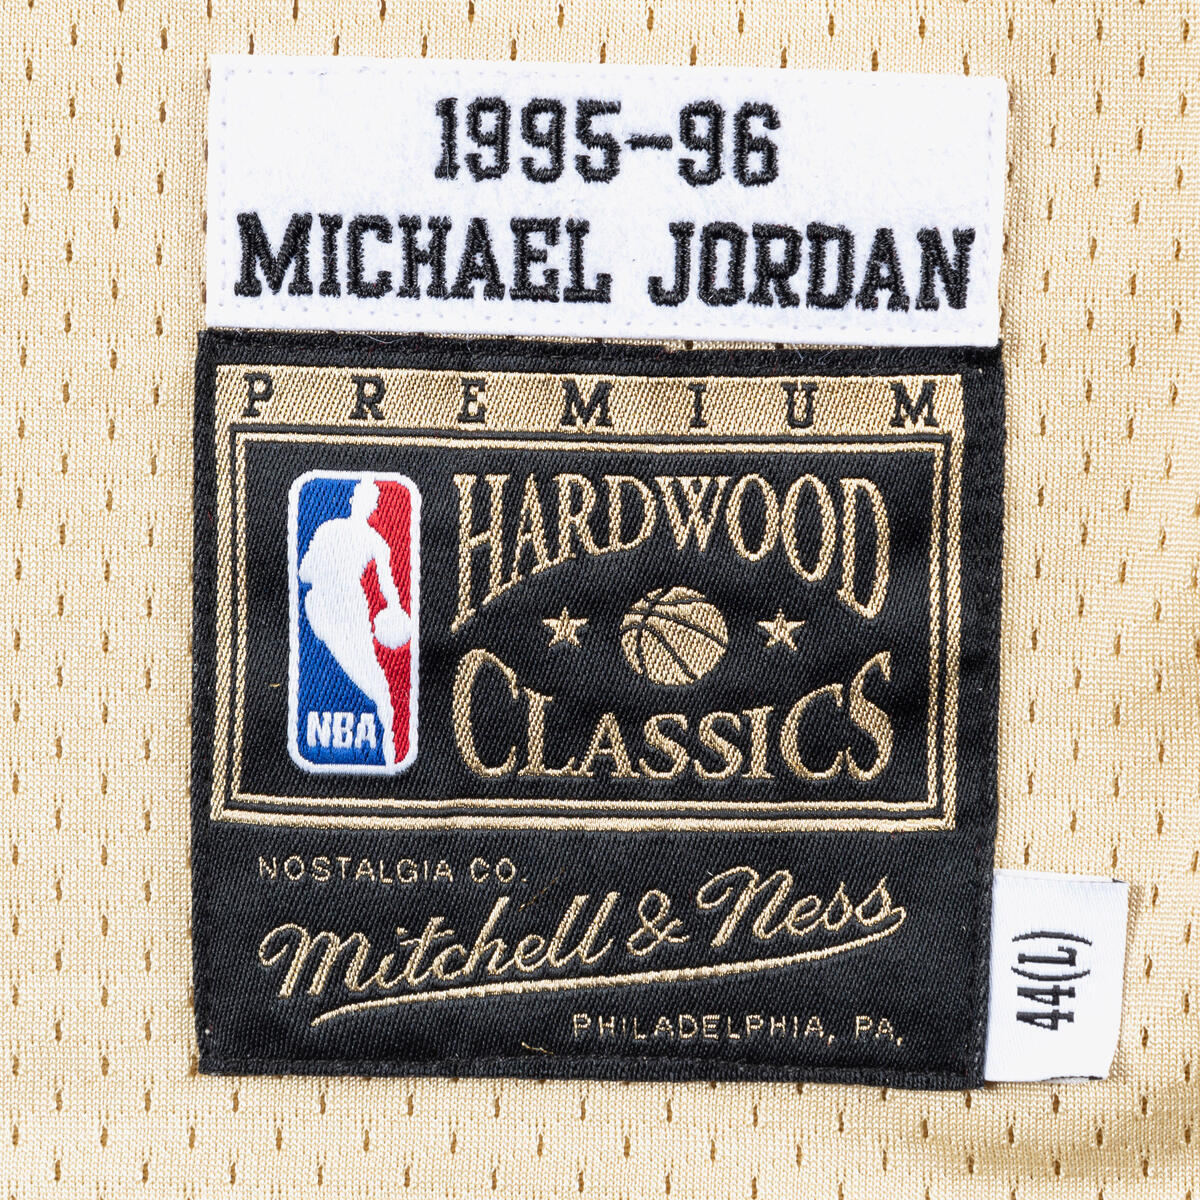 1995-96
MICHAEL JORDAN
PREMIUM
HARDWOOD
CLASSICS
NBA
NOSTALGIA CO.
Mitchell & Ness
PHILADELPHIA, PA.
44(L)